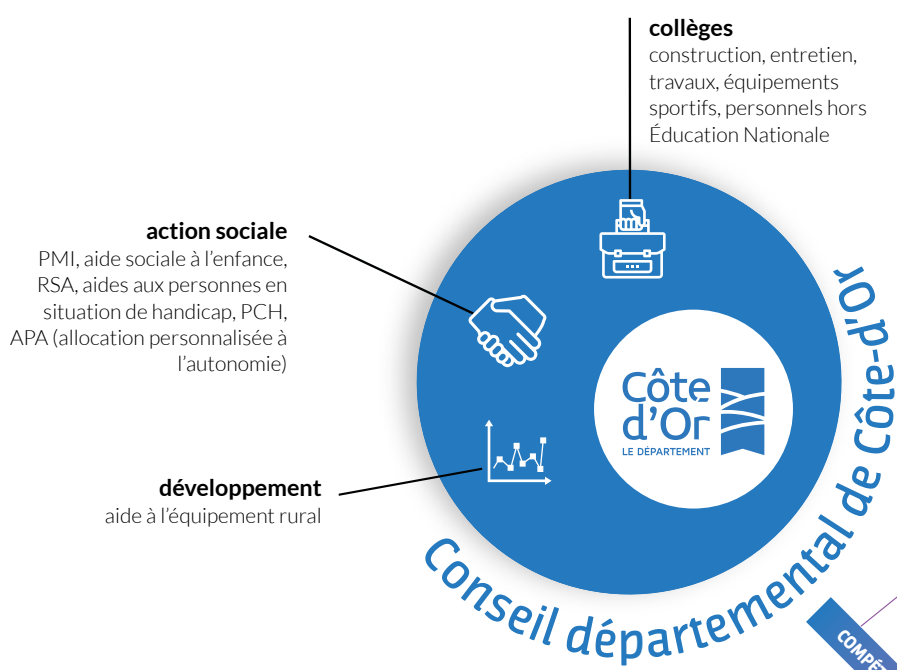 collèges
construction, entretien,
travaux, équipements
sportifs, personnels hors
Éducation Nationale
action sociale
PMI, aide sociale à l'enfance,
RSA, aides aux personnes en
situation de handicap, PCH,
APA (allocation personnalisée à
l'autonomie)
développement
aide à l'équipement rural
Côte
d'Or
LE DÉPARTEMENT
Conseil départemental de Côte-d'Or